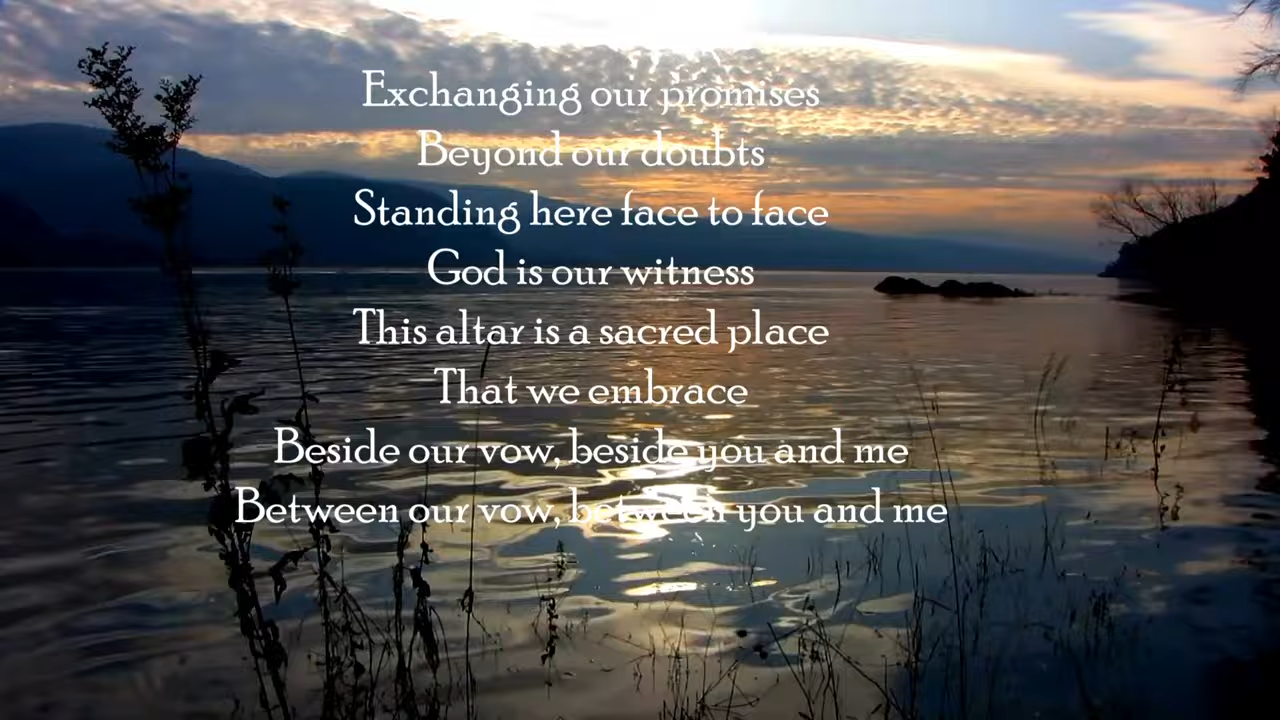 Exchanging our promises
Beyond our doubts
Standing here face to face
God is our witness
This altar is a sacred place
That we embrace
Beside our vow, beside you and me
Between our vow, between you and me